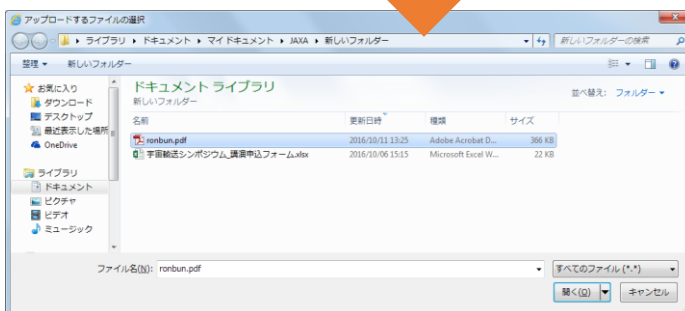 アップロードするファイルの選択
ライブラリ ▸ ドキュメント ▸ マイ ドキュメント ▸ JAXA ▸ 新しいフォルダー
新しいフォルダーの検索
整理 ▾ 新しいフォルダー
お気に入り
ダウンロード
デスクトップ
最近表示した場所
OneDrive
ライブラリ
ドキュメント
ピクチャ
ビデオ
ミュージック
ドキュメント ライブラリ
新しいフォルダー
並べ替え: フォルダー ▾
名前 更新日時 種類 サイズ
ronbun.pdf 2016/10/11 13:25 Adobe Acrobat D... 366 KB
宇宙輸送シンポジウム_講演申込フォーム.xlsx 2016/10/06 15:15 Microsoft Excel W... 22 KB
ファイル名(N): ronbun.pdf
すべてのファイル (*.*)
開く(O) キャンセル